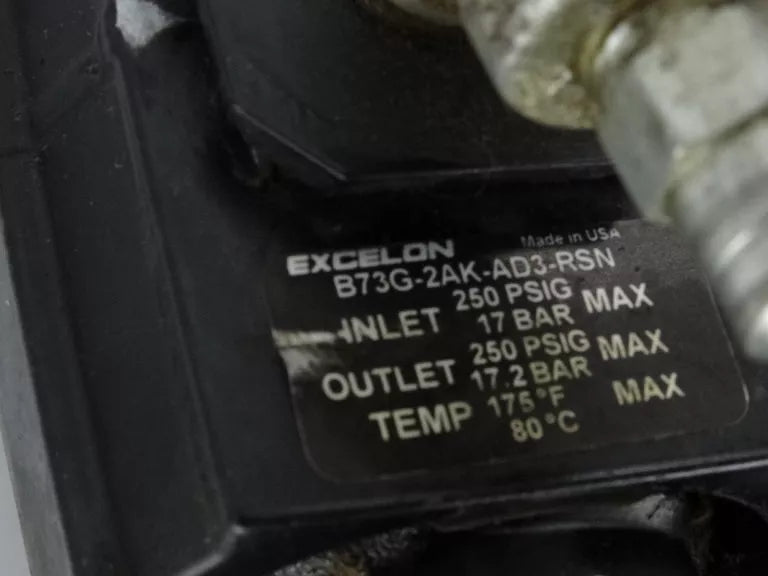 EXCELON Made in USA
B73G-2AK-AD3-RSN
INLET 250 PSIG MAX
17 BAR
OUTLET 250 PSIG MAX
17.2 BAR
TEMP 175°F MAX
80°C